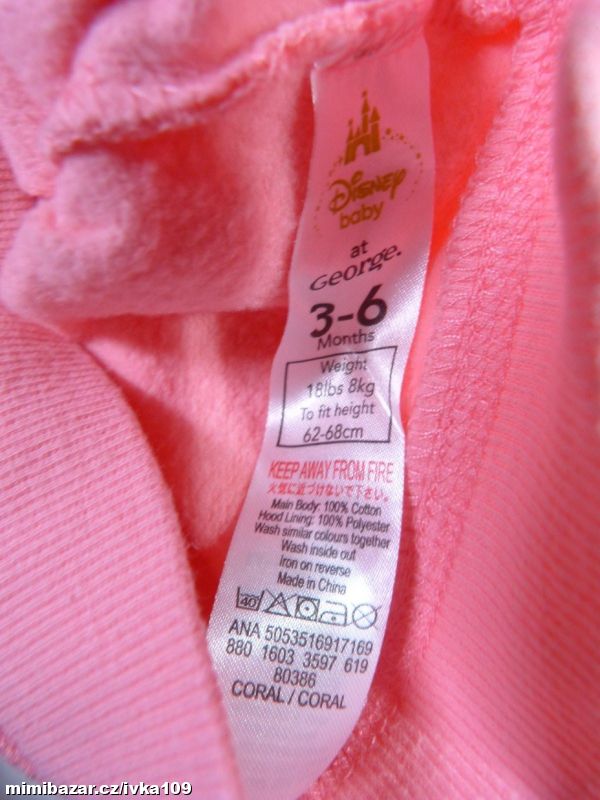 Disney
baby
at
George.
3-6
Months
Weight
18lbs 8kg
To fit height
62-68cm
KEEP AWAY FROM FIRE
火気に近づけないで下さい。
Main Body: 100% Cotton
Hood Lining: 100% Polyester
Wash similar colours together
Wash inside out
Iron on reverse
Made in China
40
ANA 5053516917169
880 1603 3597 619
80386
CORAL / CORAL
mimibazar.cz/ivka109